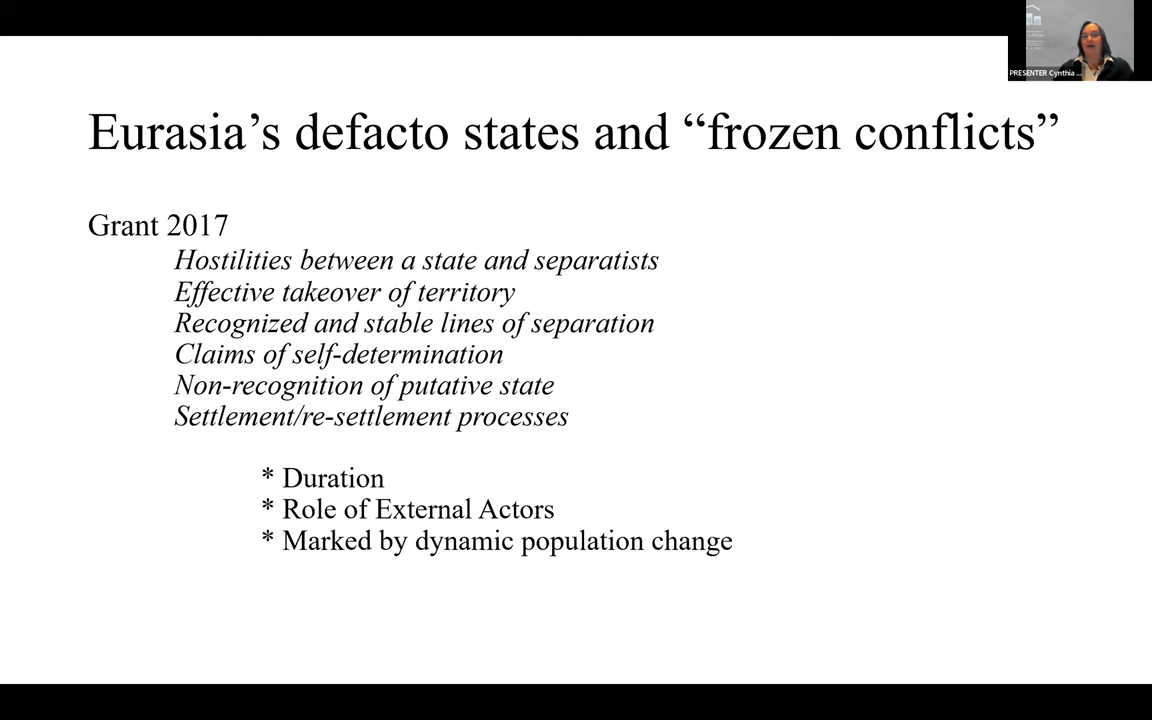 Eurasia’s defacto states and “frozen conflicts”
Grant 2017
Hostilities between a state and separatists
Effective takeover of territory
Recognized and stable lines of separation
Claims of self-determination
Non-recognition of putative state
Settlement/re-settlement processes
* Duration
* Role of External Actors
* Marked by dynamic population change
PRESENTER Cynthia ...